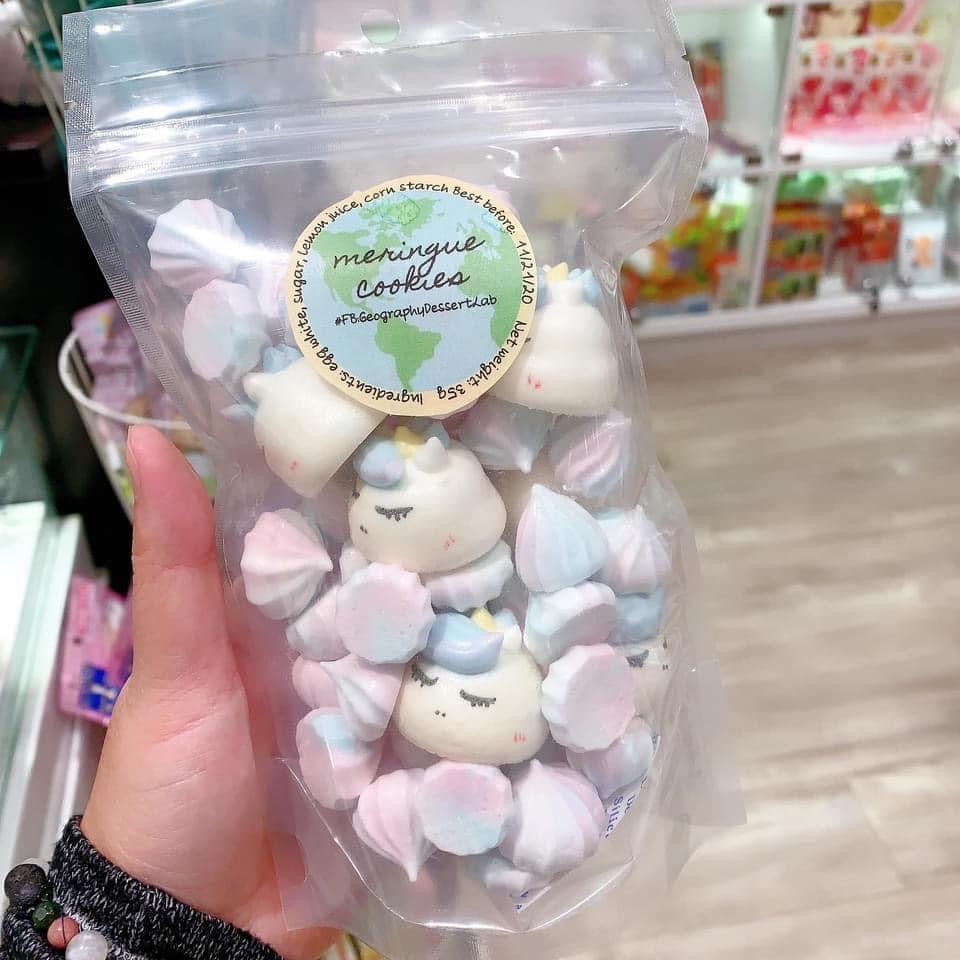 meringue
cookies
#FB:GeographyDessertLab
Ingredients: egg white, sugar, Lemon juice, corn starch Best before: 11/21/20 Net weight: 35g